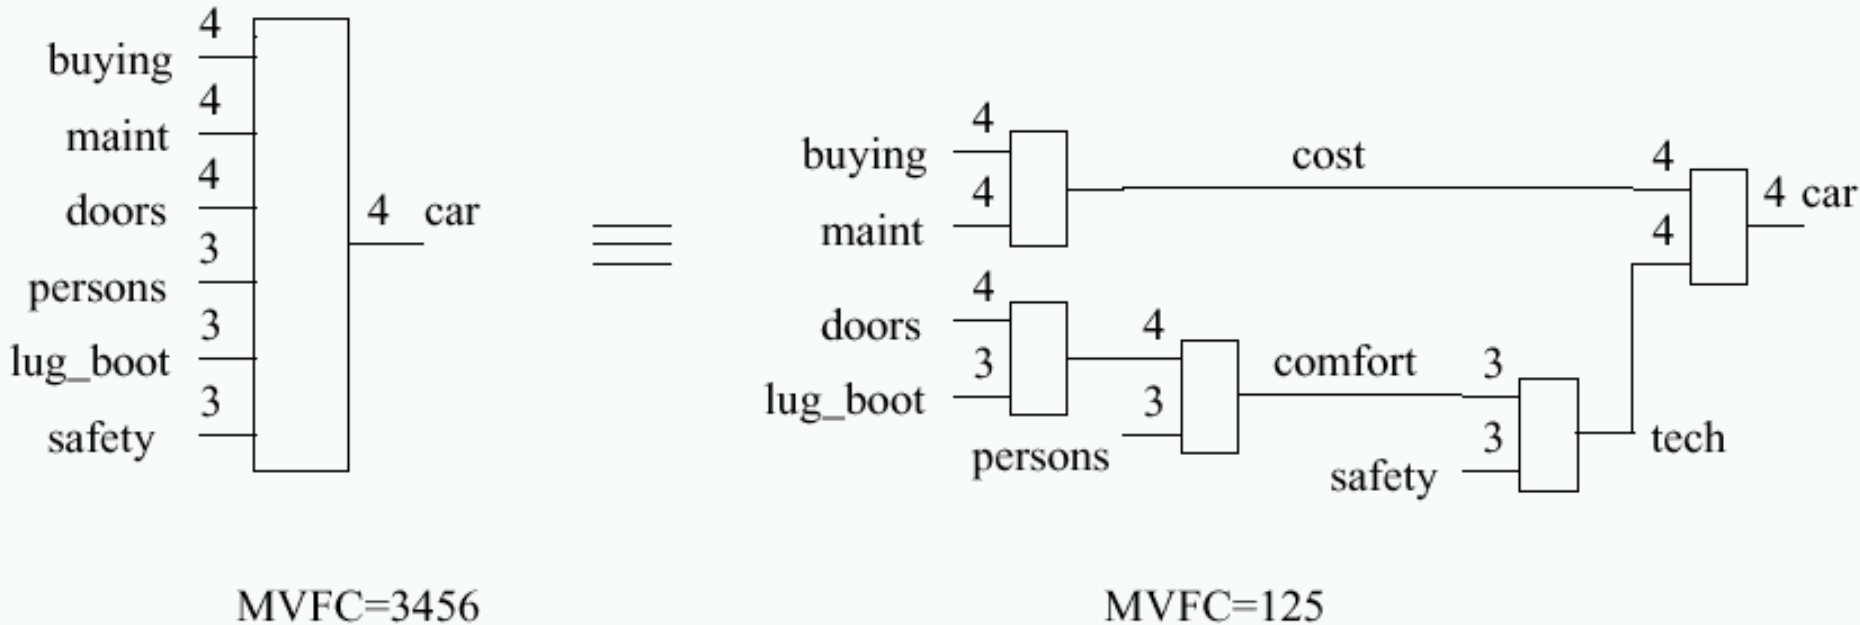 4
buying
4
maint
4
doors
4 car
3
persons
3
lug_boot
3
safety
MVFC=3456
4
buying
cost
4
4
maint
4 car
4
4
doors
4
3
lug_boot
comfort
3
3
persons
3
safety
tech
MVFC=125